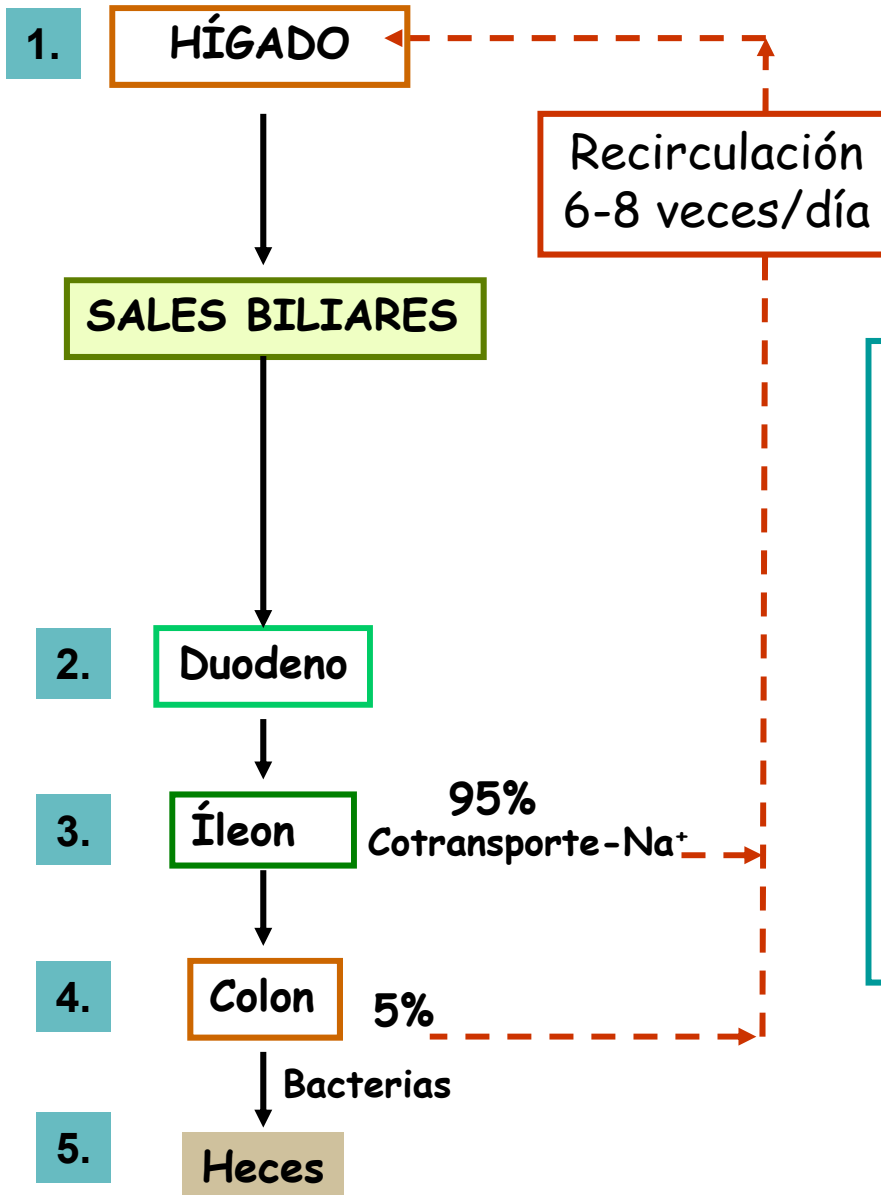 1.
HÍGADO
Recirculación
6-8 veces/día
SALES BILIARES
2.
Duodeno
3.
Íleon
95%
Cotransporte-Na⁺
4.
Colon
5%
Bacterias
5.
Heces